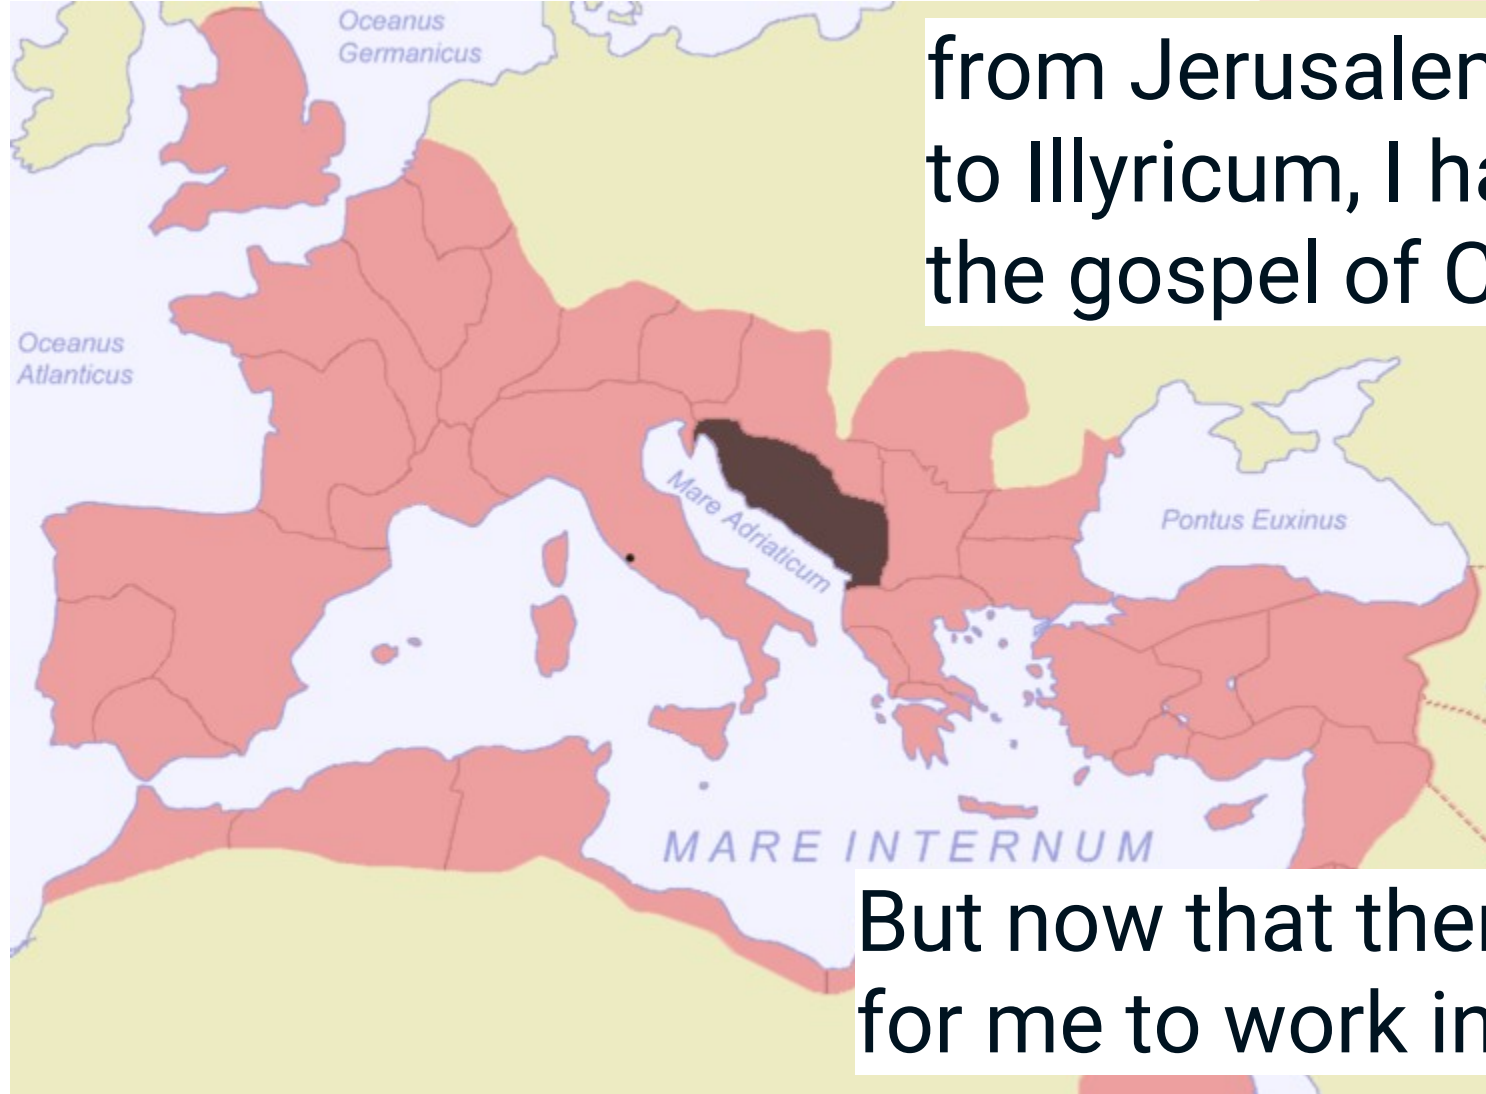 Oceanus
Germanicus
from Jerusalem
to Illyricum, I
the gospel of
Oceanus
Atlanticus
Mare Adriaticum
Pontus Euxinus
MARE INTERNUM
But now that
for me to work in